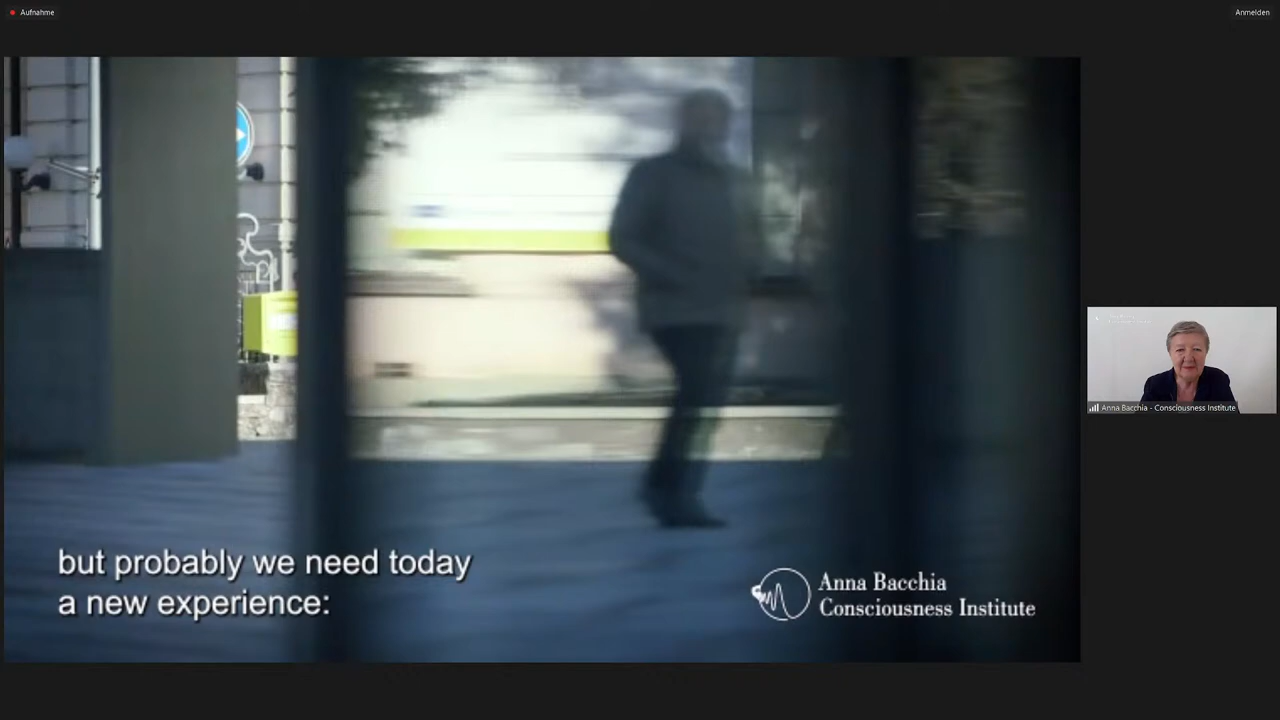 Aufnahme
Anmelden
but probably we need today
a new experience:
Anna Bacchia
Consciousness Institute
Anna Bacchia - Consciousness Institute